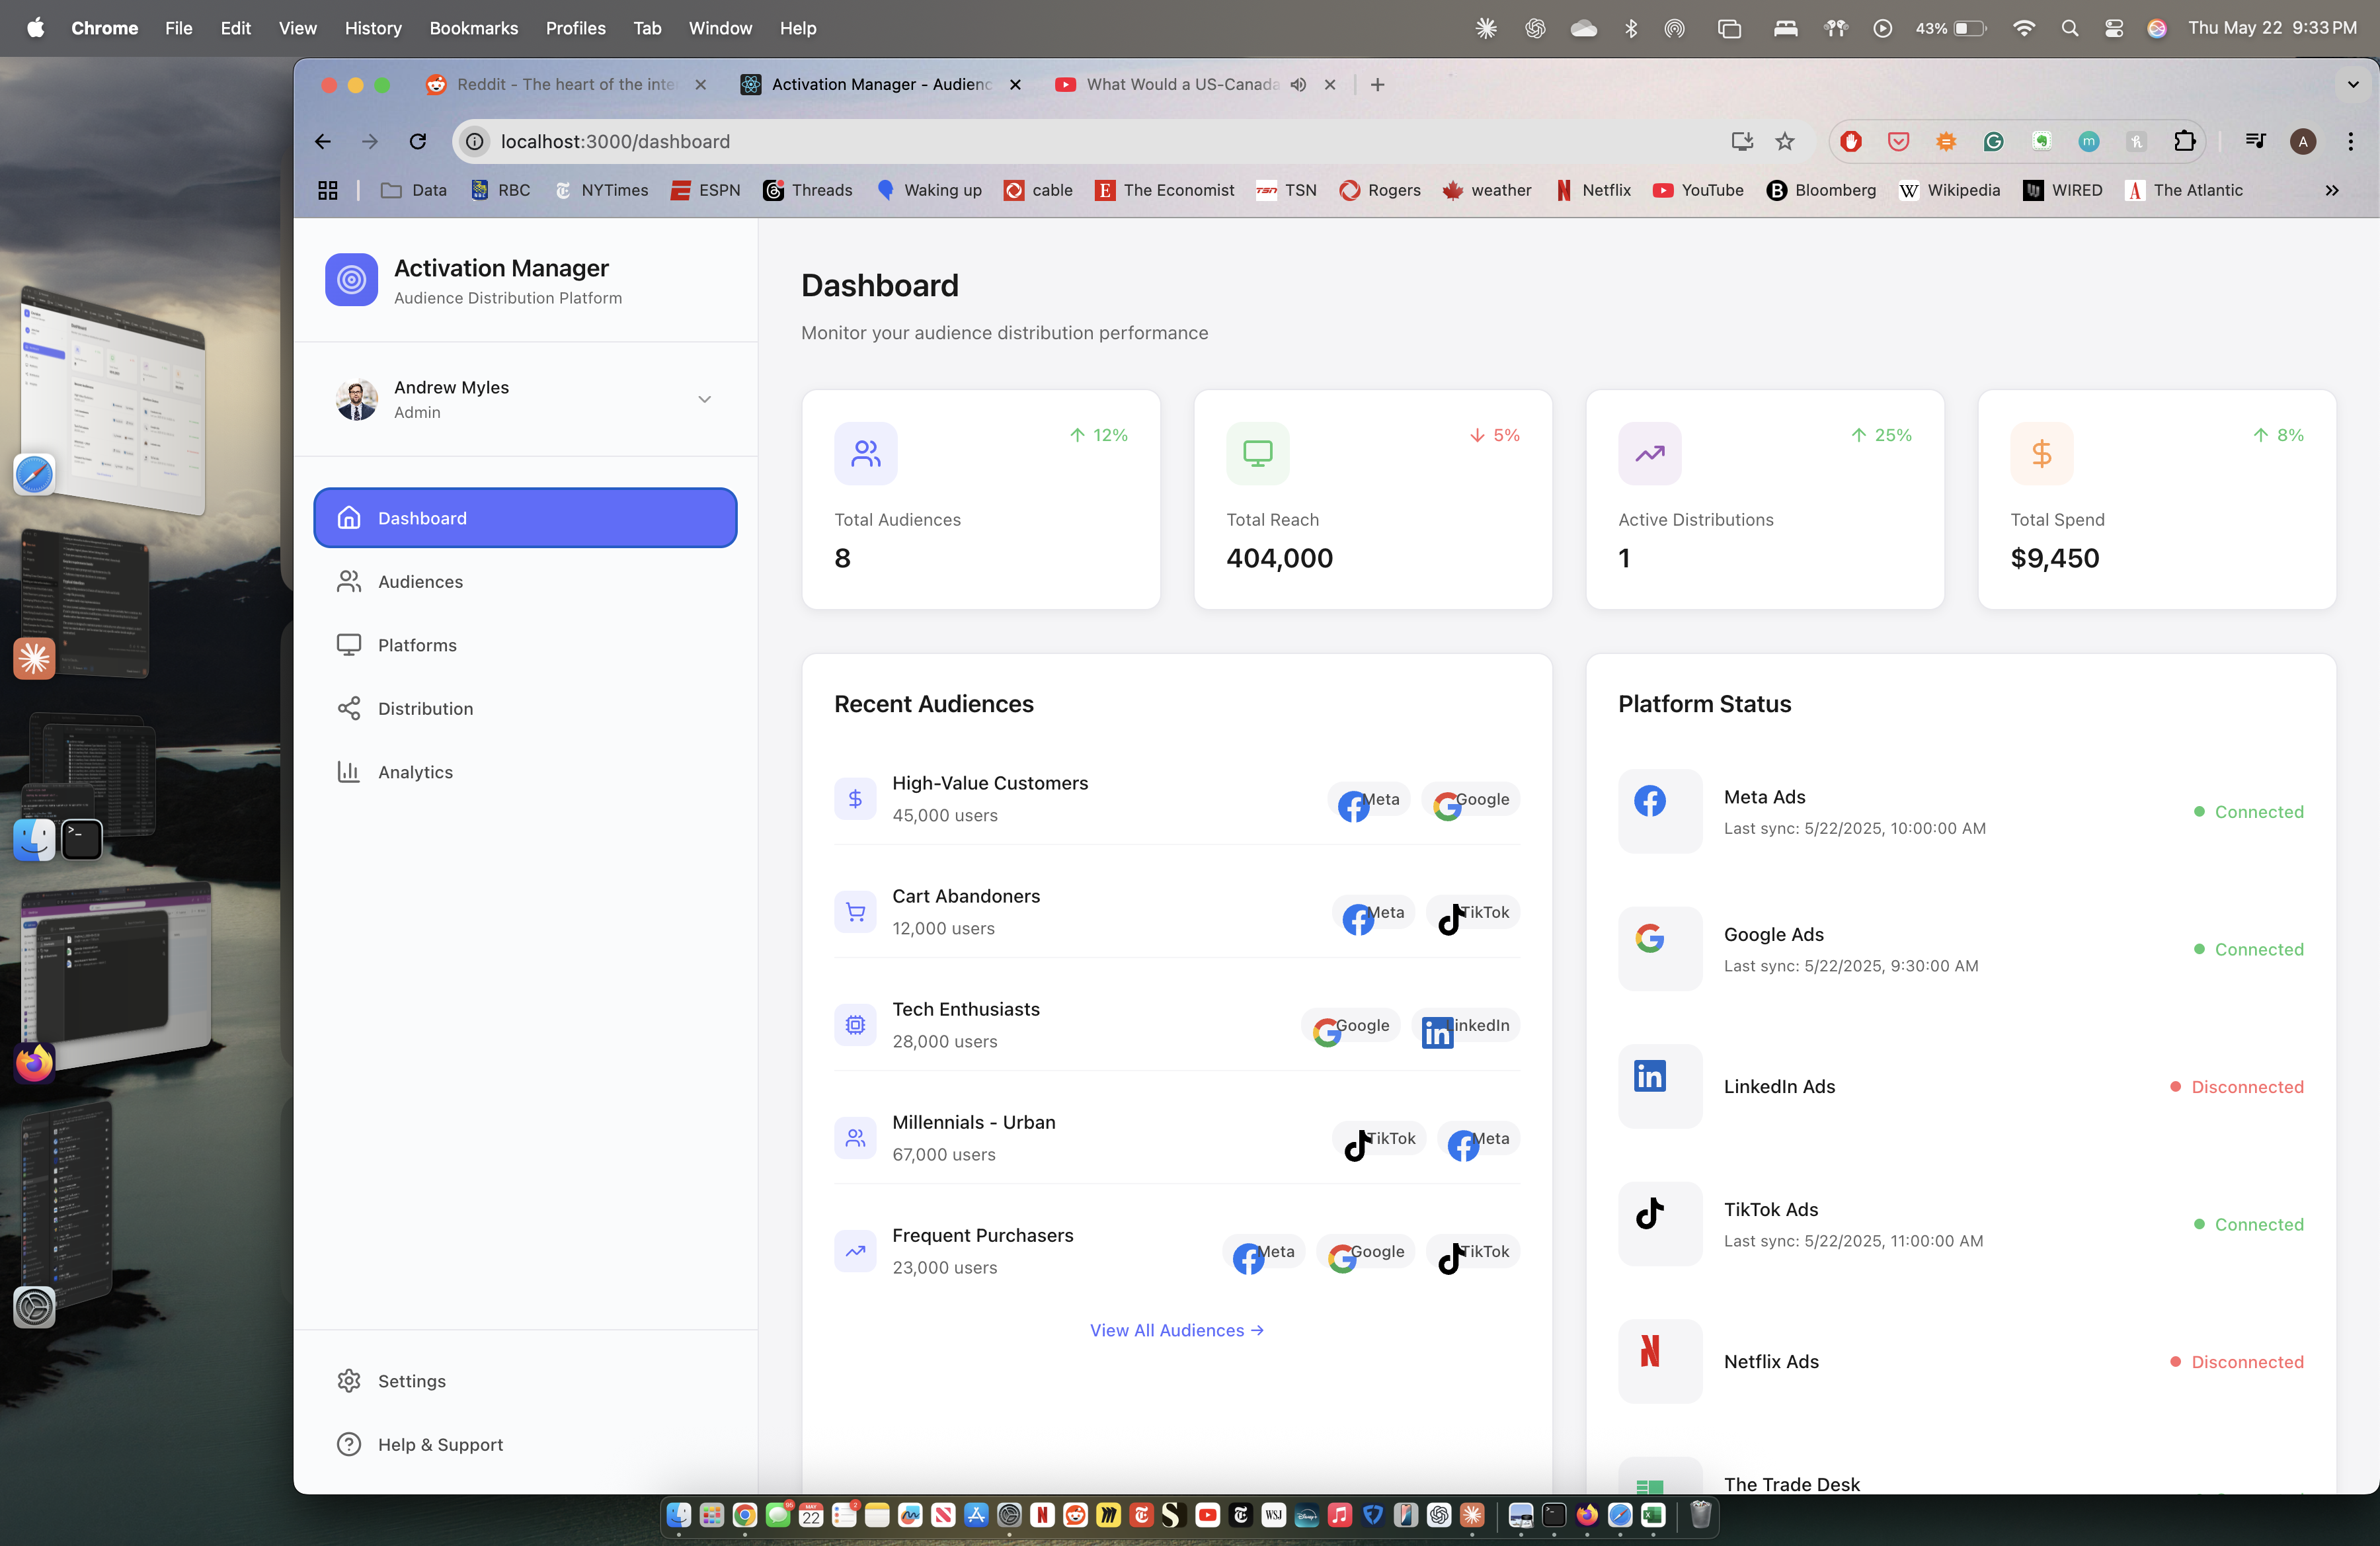 Chrome File Edit View History Bookmarks Profiles Tab Window Help
43% Thu May 22 9:33 PM
Reddit - The heart of the inte
Activation Manager - Audienc
What Would a US-Canada
localhost:3000/dashboard
Data RBC NYTimes ESPN Threads Waking up cable The Economist TSN Rogers weather Netflix YouTube Bloomberg Wikipedia WIRED The Atlantic
Activation Manager
Audience Distribution Platform
Andrew Myles
Admin
Dashboard
Audiences
Platforms
Distribution
Analytics
Settings
Help & Support
Dashboard
Monitor your audience distribution performance
12%
Total Audiences
8
5%
Total Reach
404,000
25%
Active Distributions
1
8%
Total Spend
$9,450
Recent Audiences
High-Value Customers
45,000 users
Meta Google
Cart Abandoners
12,000 users
Meta TikTok
Tech Enthusiasts
28,000 users
Google LinkedIn
Millennials - Urban
67,000 users
TikTok Meta
Frequent Purchasers
23,000 users
Meta Google TikTok
View All Audiences →
Platform Status
Meta Ads
Last sync: 5/22/2025, 10:00:00 AM
Connected
Google Ads
Last sync: 5/22/2025, 9:30:00 AM
Connected
LinkedIn Ads
Disconnected
TikTok Ads
Last sync: 5/22/2025, 11:00:00 AM
Connected
Netflix Ads
Disconnected
The Trade Desk